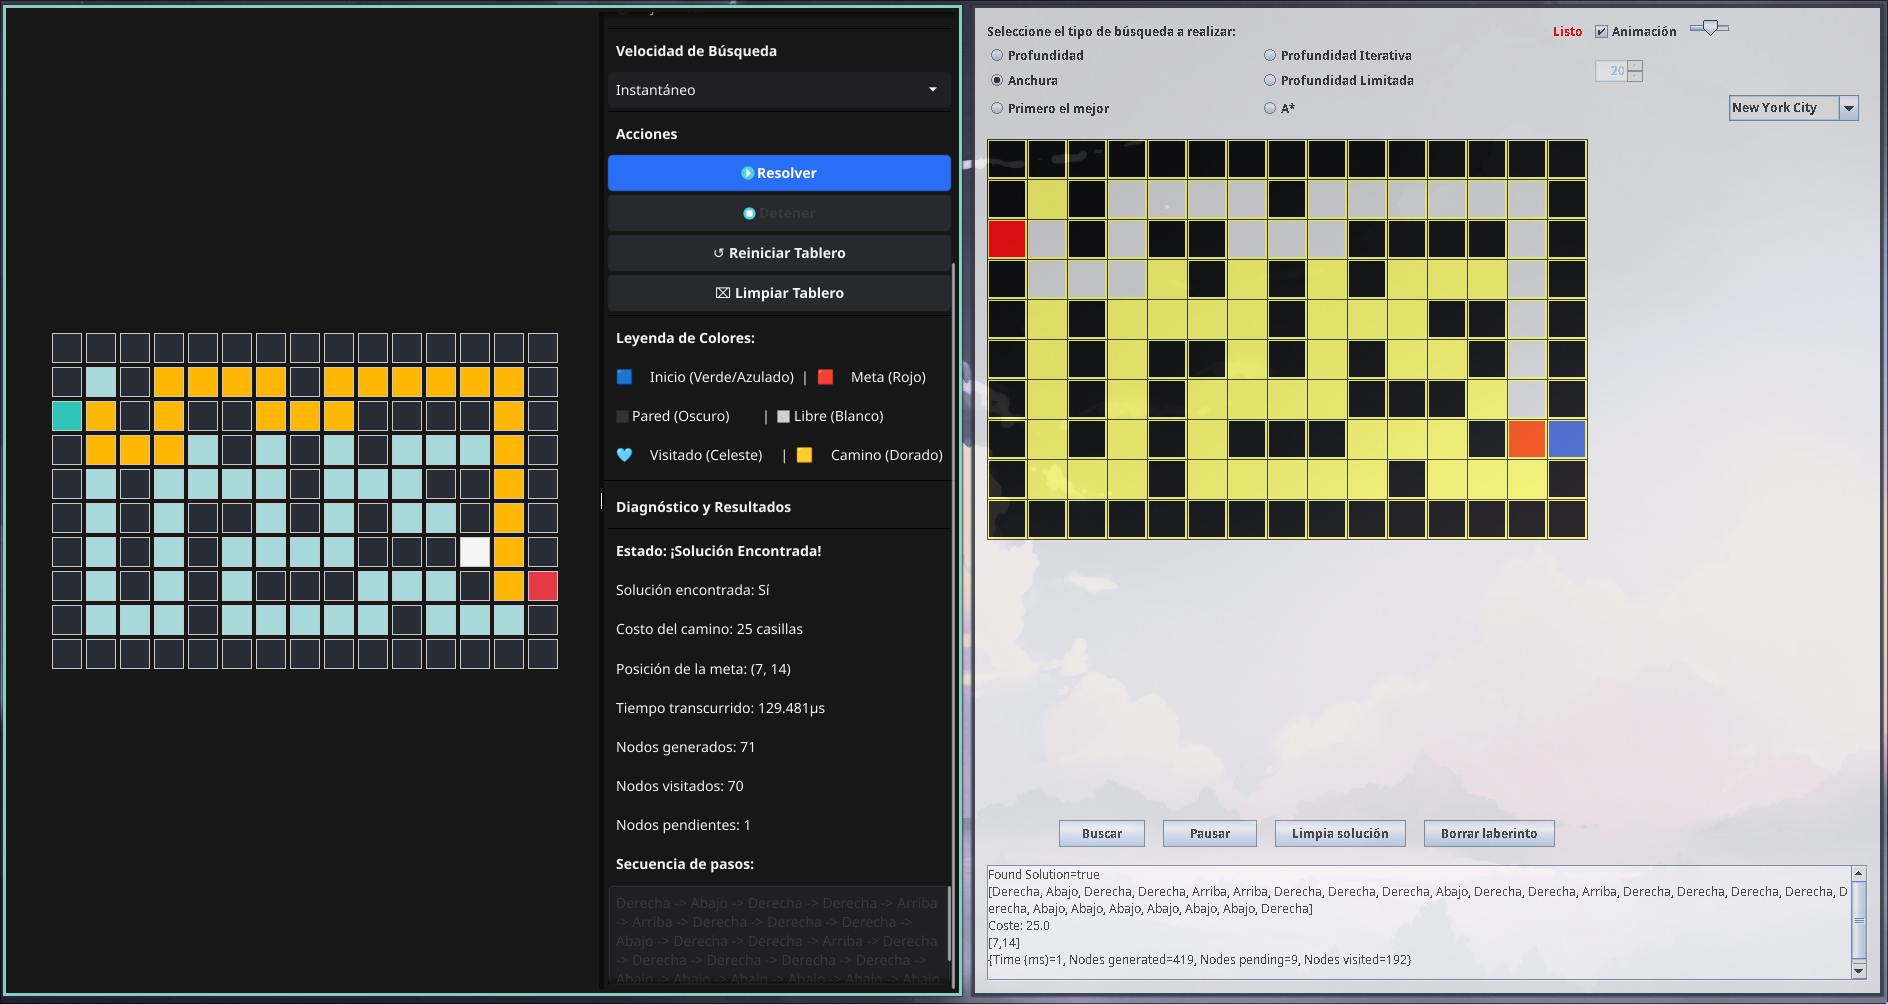 Velocidad de Búsqueda
Instantáneo
Acciones
Resolver
Detener
↺ Reiniciar Tablero
⌧ Limpiar Tablero
Leyenda de Colores:
Inicio (Verde/Azulado) | Meta (Rojo)
Pared (Oscuro) | Libre (Blanco)
Visitado (Celeste) | Camino (Dorado)
Diagnóstico y Resultados
Estado: ¡Solución Encontrada!
Solución encontrada: Sí
Costo del camino: 25 casillas
Posición de la meta: (7, 14)
Tiempo transcurrido: 129.481µs
Nodos generados: 71
Nodos visitados: 70
Nodos pendientes: 1
Secuencia de pasos:
Derecha -> Abajo -> Derecha -> Derecha -> Arriba
-> Arriba -> Derecha -> Derecha -> Derecha ->
Abajo -> Derecha -> Derecha -> Arriba -> Derecha
-> Derecha -> Derecha -> Derecha -> Derecha ->
Abajo -> Abajo -> Abajo -> Abajo -> Abajo -> Abajo
Seleccione el tipo de búsqueda a realizar:
Listo
Animación
Profundidad
Profundidad Iterativa
20
Anchura
Profundidad Limitada
Primero el mejor
A*
New York City
Buscar
Pausar
Limpia solución
Borrar laberinto
Found Solution=true
[Derecha, Abajo, Derecha, Derecha, Arriba, Arriba, Derecha, Derecha, Derecha, Abajo, Derecha, Derecha, Arriba, Derecha, Derecha, Derecha, Derecha, D
erecha, Abajo, Abajo, Abajo, Abajo, Abajo, Abajo, Derecha]
Coste: 25.0
[7,14]
{Time (ms)=1, Nodes generated=419, Nodes pending=9, Nodes visited=192}